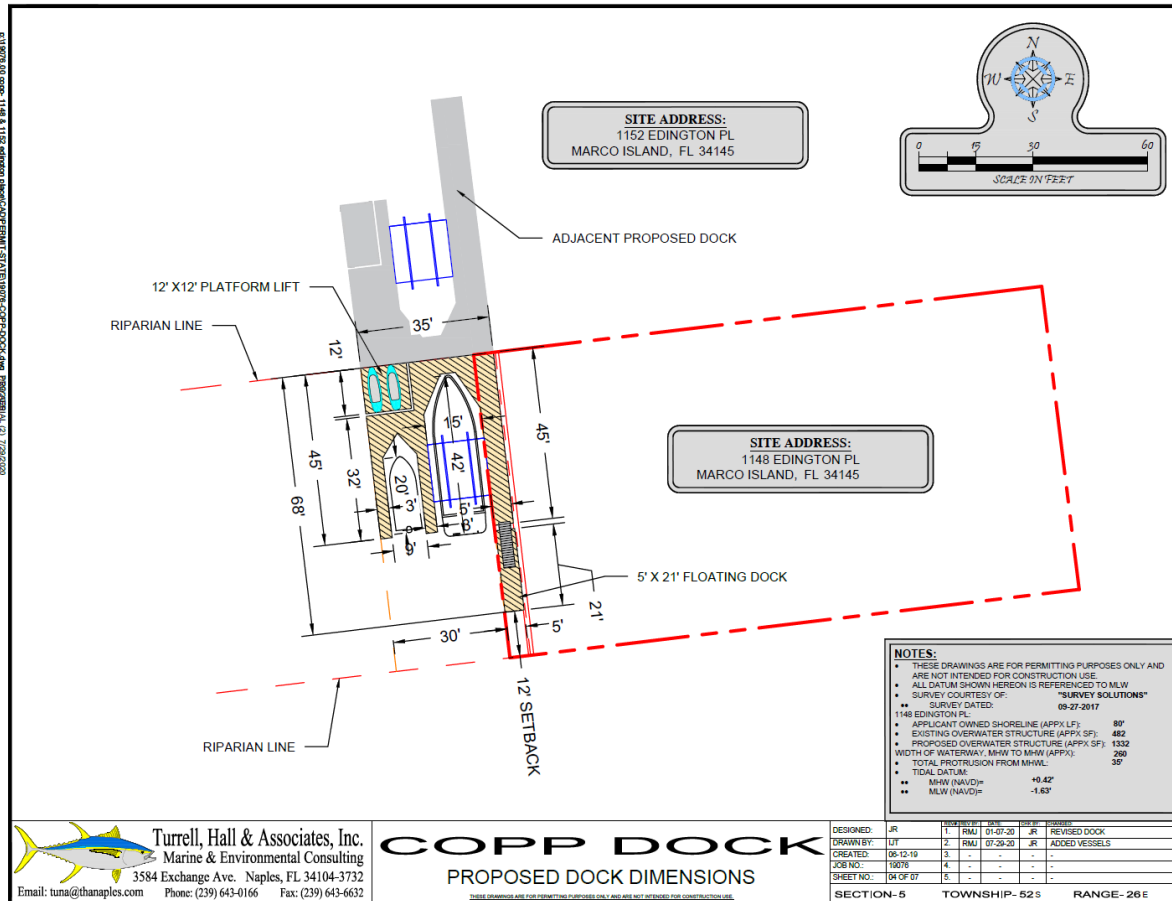 N
W
E
S
0 15 30 60
SCALE IN FEET
SITE ADDRESS:
1152 EDINGTON PL
MARCO ISLAND, FL 34145
ADJACENT PROPOSED DOCK
12' X12' PLATFORM LIFT
RIPARIAN LINE
35'
12'
45'
32'
68'
15'
42'
20'
3'
5'
8'
9'
45'
SITE ADDRESS:
1148 EDINGTON PL
MARCO ISLAND, FL 34145
5' X 21' FLOATING DOCK
21'
30'
5'
12' SETBACK
RIPARIAN LINE
NOTES:
• THESE DRAWINGS ARE FOR PERMITTING PURPOSES ONLY AND
ARE NOT INTENDED FOR CONSTRUCTION USE.
• ALL DATUM SHOWN HEREON IS REFERENCED TO MLW
• SURVEY COURTESY OF: "SURVEY SOLUTIONS"
•• SURVEY DATED: 09-27-2017
1148 EDINGTON PL:
• APPLICANT OWNED SHORELINE (APPX LF): 80'
• EXISTING OVERWATER STRUCTURE (APPX SF): 482
• PROPOSED OVERWATER STRUCTURE (APPX SF): 1332
WIDTH OF WATERWAY, MHW TO MHW (APPX): 260
• TOTAL PROTRUSION FROM MHWL: 35'
• TIDAL DATUM:
•• MHW (NAVD)= +0.42'
•• MLW (NAVD)= -1.63'
Turrell, Hall & Associates, Inc.
Marine & Environmental Consulting
3584 Exchange Ave. Naples, FL 34104-3732
Email: tuna@thanaples.com Phone: (239) 643-0166 Fax: (239) 643-6632
COPP DOCK
PROPOSED DOCK DIMENSIONS
THESE DRAWINGS ARE FOR PERMITTING PURPOSES ONLY AND ARE NOT INTENDED FOR CONSTRUCTION USE.
DESIGNED: JR
DRAWN BY: IJT
CREATED: 06-12-19
JOB NO.: 19076
SHEET NO.: 04 OF 07
REV# REV BY: DATE: CHK BY: CHANGED:
1. RMJ 01-07-20 JR REVISED DOCK
2. RMJ 07-29-20 JR ADDED VESSELS
3. - - - -
4. - - - -
5. - - - -
SECTION-5 TOWNSHIP-52S RANGE-26E